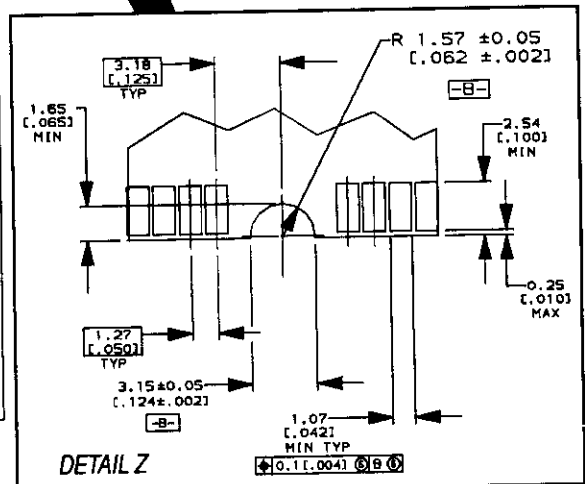 R 1.57 ±0.05
[.062 ±.002]
-B-
3.18
[.125]
TYP
1.65
[.065]
MIN
2.54
[.100]
MIN
0.25
[.010]
MAX
1.27
[.050]
TYP
3.15±0.05
[.124±.002]
-B-
1.07
[.042]
MIN TYP
0.1[.004] Ⓢ B Ⓢ
DETAIL Z